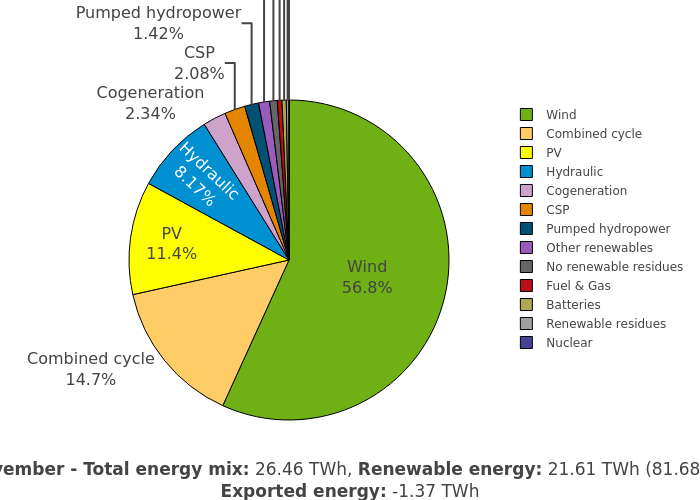 Pumped hydropower
1.42%
CSP
2.08%
Cogeneration
2.34%
Hydraulic
8.17%
PV
11.4%
Wind
56.8%
Combined cycle
14.7%
Wind
Combined cycle
PV
Hydraulic
Cogeneration
CSP
Pumped hydropower
Other renewables
No renewable residues
Fuel & Gas
Batteries
Renewable residues
Nuclear
vember - Total energy mix: 26.46 TWh, Renewable energy: 21.61 TWh (81.68
Exported energy: -1.37 TWh